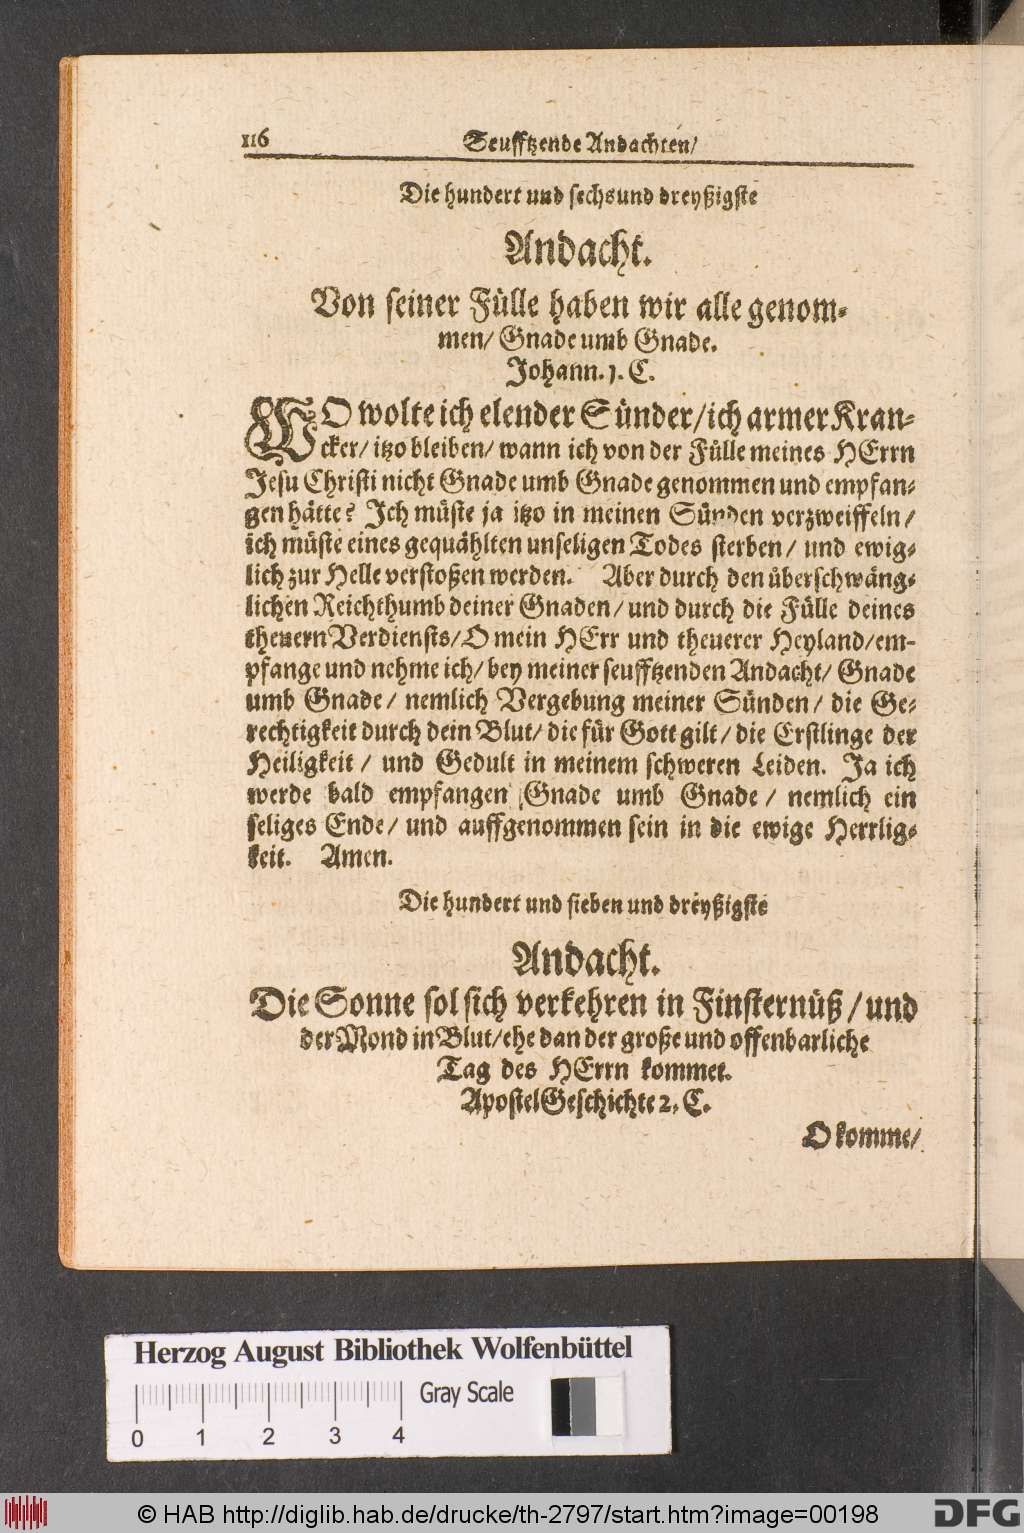 116 Seufftzende Andachten/
Die hundert und sechsund dreyßigste
Andacht.
Von seiner Fülle haben wir alle genom-
men/ Gnade umb Gnade.
Johann. 1. C.
WO wolte ich elender Sünder/ich armer Kran-
cker/ itzo bleiben/ wann ich von der Fülle meines HErrn
Jesu Christi nicht Gnade umb Gnade genommen und empfan-
gen hätte? Ich müste ja itzo in meinen Sünden verzweiffeln/
ich müste eines gequählten unseligen Todes sterben/ und ewig-
lich zur Helle verstoßen werden. Aber durch den überschwäng-
lichen Reichthumb deiner Gnaden/ und durch die Fülle deines
theuern Verdiensts/O mein HErr und theuerer Heyland/em-
pfange und nehme ich/ bey meiner seufftzenden Andacht/ Gnade
umb Gnade/ nemlich Vergebung meiner Sünden/ die Ge-
rechtigkeit durch dein Blut/ die für Gott gilt/ die Erstlinge der
Heiligkeit/ und Gedult in meinem schweren Leiden. Ja ich
werde bald empfangen Gnade umb Gnade/ nemlich ein
seliges Ende/ und auffgenommen sein in die ewige Herrlig-
keit. Amen.
Die hundert und sieben und dreyßigste
Andacht.
Die Sonne sol sich verkehren in Finsternüß/und
der Mond in Blut/ehe dan der große und offenbarliche
Tag des HErrn kommet.
ApostelGeschichte 2. C.
O komme/
Herzog August Bibliothek Wolfenbüttel
Gray Scale
0 1 2 3 4
© HAB http://diglib.hab.de/drucke/th-2797/start.htm?image=00198
DFG